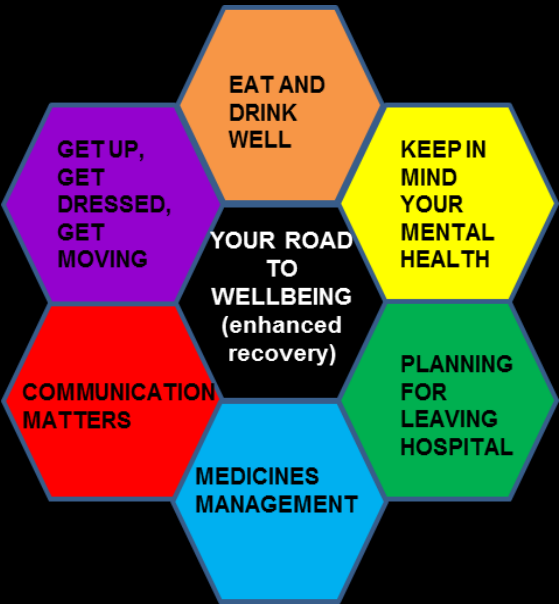 EAT AND
DRINK
WELL
KEEP IN
MIND
YOUR
MENTAL
HEALTH
PLANNING
FOR
LEAVING
HOSPITAL
MEDICINES
MANAGEMENT
COMMUNICATION
MATTERS
GET UP,
GET
DRESSED,
GET
MOVING
YOUR ROAD
TO
WELLBEING
(enhanced
recovery)